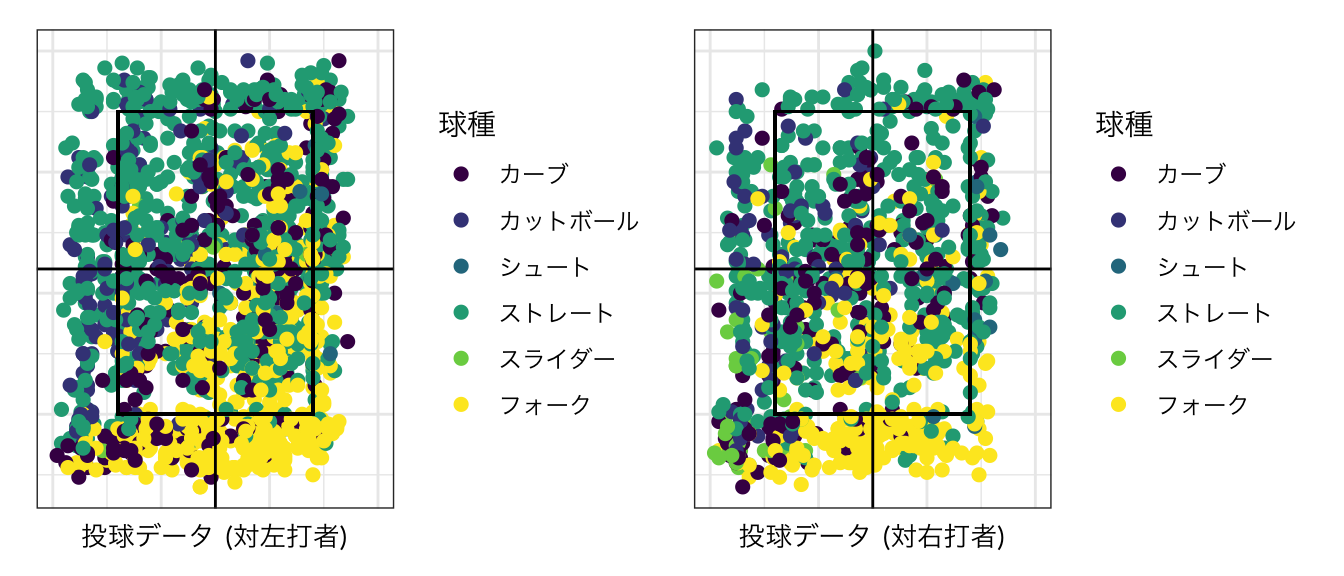 球種
カーブ
カットボール
シュート
ストレート
スライダー
フォーク
投球データ (対左打者)
球種
カーブ
カットボール
シュート
ストレート
スライダー
フォーク
投球データ (対右打者)